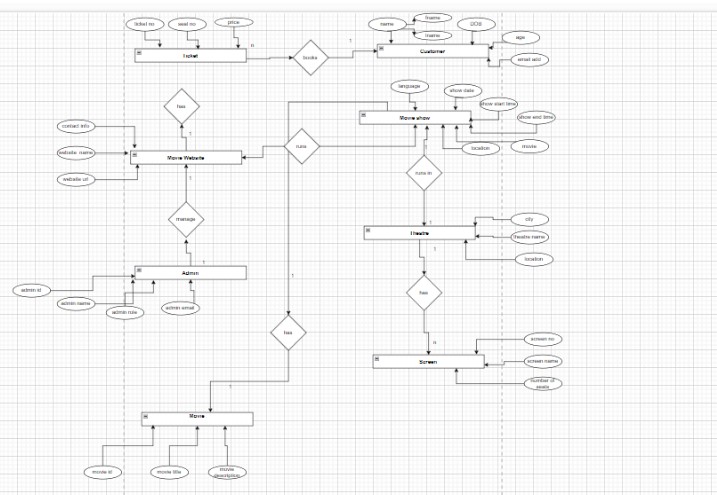 ticket no
seat no
price
name
fname
lname
DOB
age
email add
Ticket
n
books
1
Customer
language
show date
show start time
show end time
location
movie
Movie show
has
1
contact info
website name
website url
Movie Website
runs
1
runs in
1
manage
1
Theatre
city
theatre name
location
1
has
n
Admin
admin id
admin name
admin role
admin email
1
has
1
Screen
screen no
screen name
number of
seats
Movie
movie id
movie title
movie
description